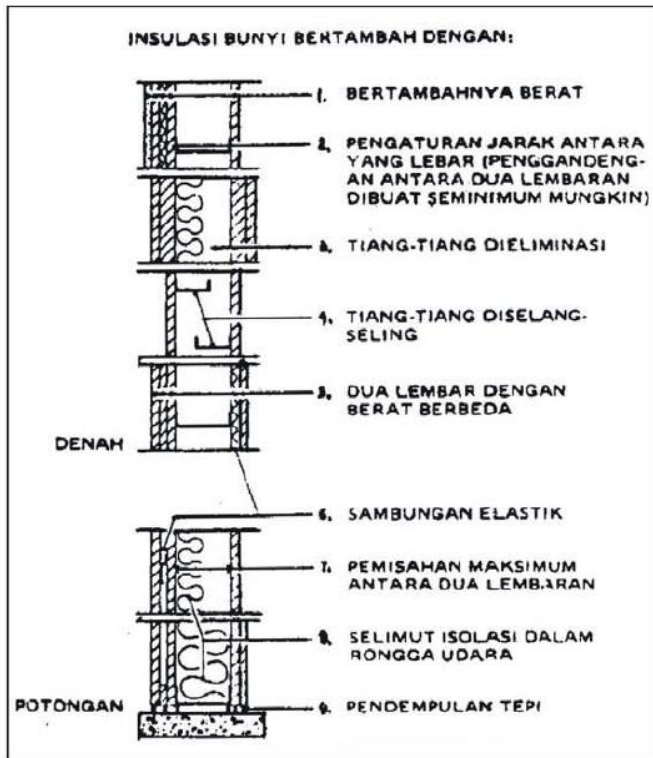 INSULASI BUNYI BERTAMBAH DENGAN:
1. BERTAMBAHNYA BERAT
2. PENGATURAN JARAK ANTARA
YANG LEBAR (PENGGANDENG-
AN ANTARA DUA LEMBARAN
DIBUAT SEMINIMUM MUNGKIN)
3. TIANG-TIANG DIELIMINASI
4. TIANG-TIANG DISELANG-
SELING
5. DUA LEMBAR DENGAN
BERAT BERBEDA
DENAH
6. SAMBUNGAN ELASTIK
7. PEMISAHAN MAKSIMUM
ANTARA DUA LEMBARAN
8. SELIMUT ISOLASI DALAM
RONGGA UDARA
POTONGAN
9. PENDEMPULAN TEPI